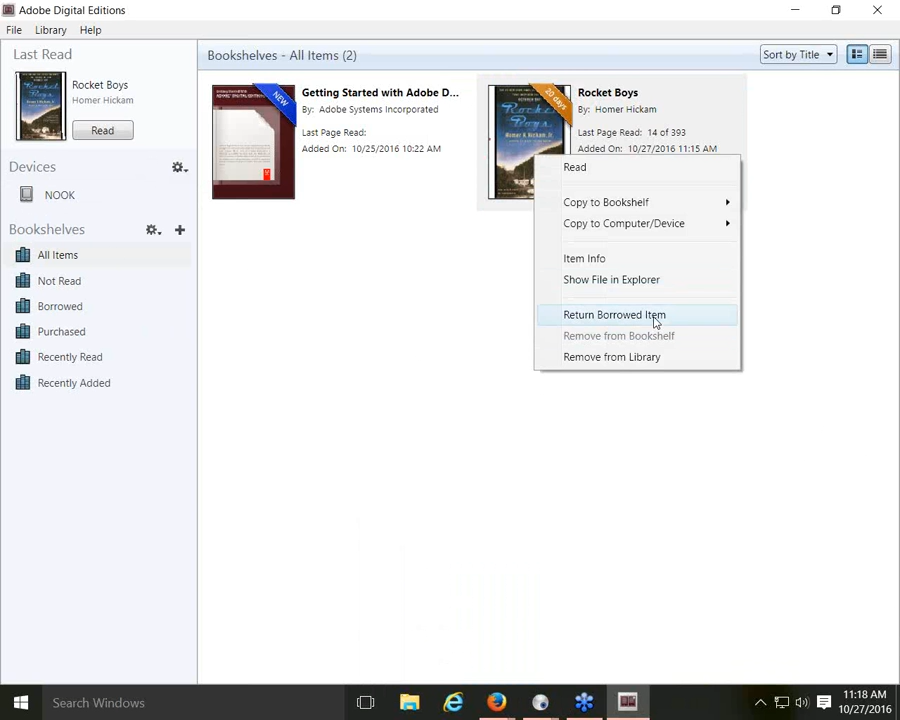 Adobe Digital Editions
File Library Help
Last Read
Rocket Boys
Homer Hickam
Read
Devices
NOOK
Bookshelves
All Items
Not Read
Borrowed
Purchased
Recently Read
Recently Added
Bookshelves - All Items (2)
Sort by Title
NEW
Getting Started with Adobe D...
By: Adobe Systems Incorporated
Last Page Read:
Added On: 10/25/2016 10:22 AM
20 days
Rocket Boys
By: Homer Hickam
Last Page Read: 14 of 393
Added On: 10/27/2016 11:15 AM
Read
Copy to Bookshelf
Copy to Computer/Device
Item Info
Show File in Explorer
Return Borrowed Item
Remove from Bookshelf
Remove from Library
Search Windows
11:18 AM
10/27/2016